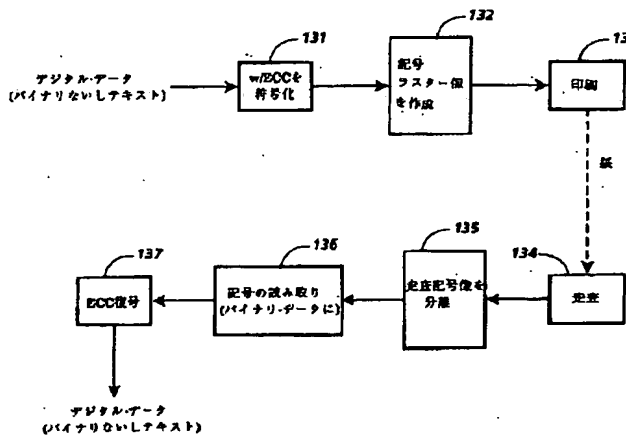 131
132
13
デジタル・データ
(バイナリないしテキスト)
w/ECCを
符号化
記号
ラスター像
を作成
印刷
紙
137
136
135
134
ECC復号
記号の読み取り
(バイナリ・データに)
走査記号像を
分離
走査
デジタル・データ
(バイナリないしテキスト)